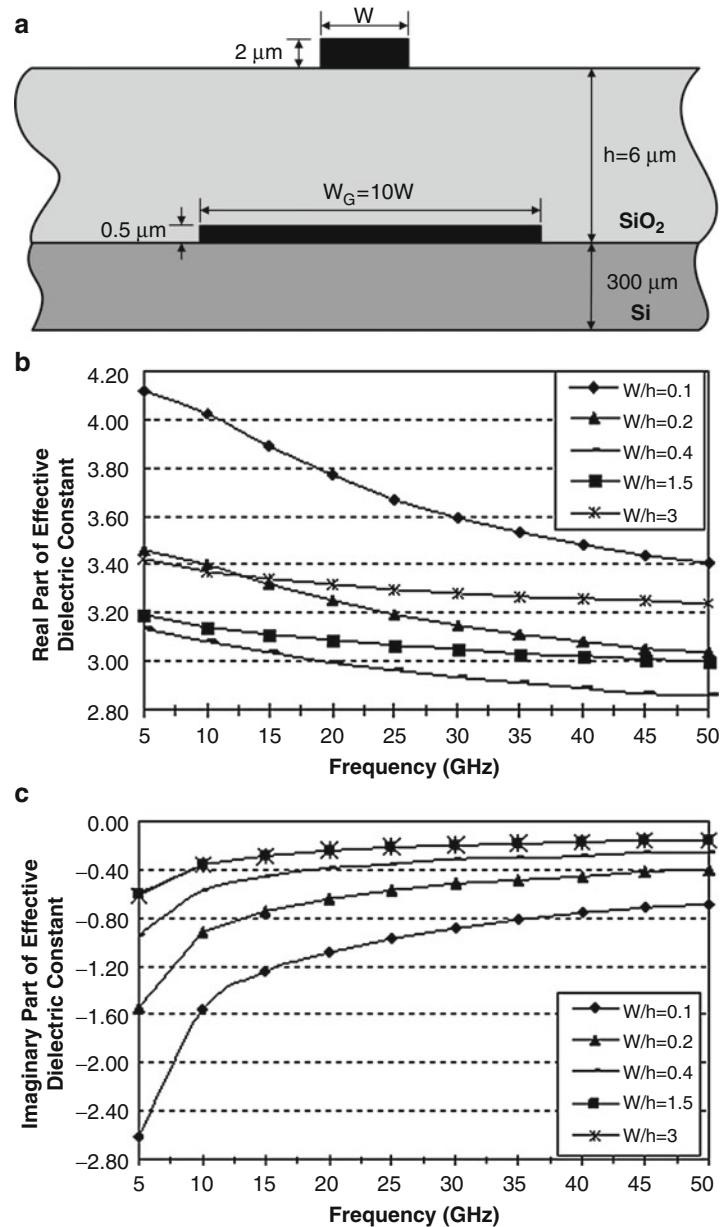 a
W
2 μm
h=6 μm
W_G=10W
0.5 μm
SiO₂
300 μm
Si
b
4.20
4.00
3.80
3.60
3.40
3.20
3.00
2.80
Real Part of Effective
Dielectric Constant
W/h=0.1
W/h=0.2
W/h=0.4
W/h=1.5
W/h=3
5 10 15 20 25 30 35 40 45 50
Frequency (GHz)
c
0.00
−0.40
−0.80
−1.20
−1.60
−2.00
−2.40
−2.80
Imaginary Part of Effective
Dielectric Constant
W/h=0.1
W/h=0.2
W/h=0.4
W/h=1.5
W/h=3
5 10 15 20 25 30 35 40 45 50
Frequency (GHz)